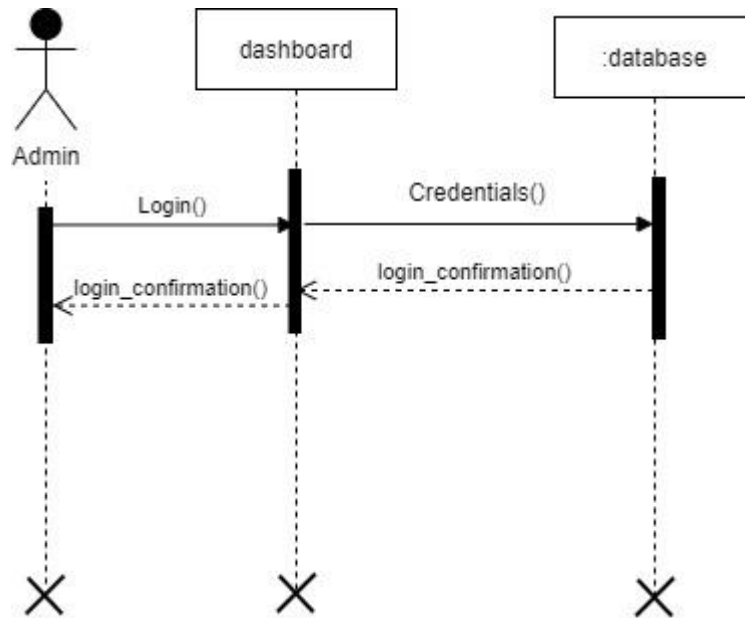 dashboard
:database
Admin
Login()
Credentials()
login_confirmation()
login_confirmation()